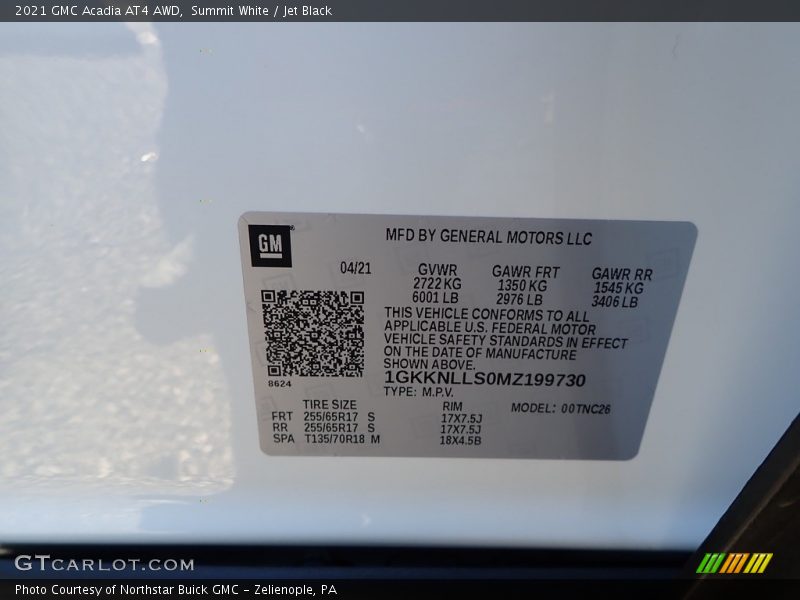 2021 GMC Acadia AT4 AWD, Summit White / Jet Black
GM
MFD BY GENERAL MOTORS LLC
04/21
GVWR GAWR FRT GAWR RR
2722 KG 1350 KG 1545 KG
6001 LB 2976 LB 3406 LB
THIS VEHICLE CONFORMS TO ALL
APPLICABLE U.S. FEDERAL MOTOR
VEHICLE SAFETY STANDARDS IN EFFECT
ON THE DATE OF MANUFACTURE
SHOWN ABOVE.
8624
1GKKNLLS0MZ199730
TYPE: M.P.V.
TIRE SIZE RIM MODEL: 00TNC26
FRT 255/65R17 S 17X7.5J
RR 255/65R17 S 17X7.5J
SPA T135/70R18 M 18X4.5B
GTCARLOT.COM
Photo Courtesy of Northstar Buick GMC - Zelienople, PA